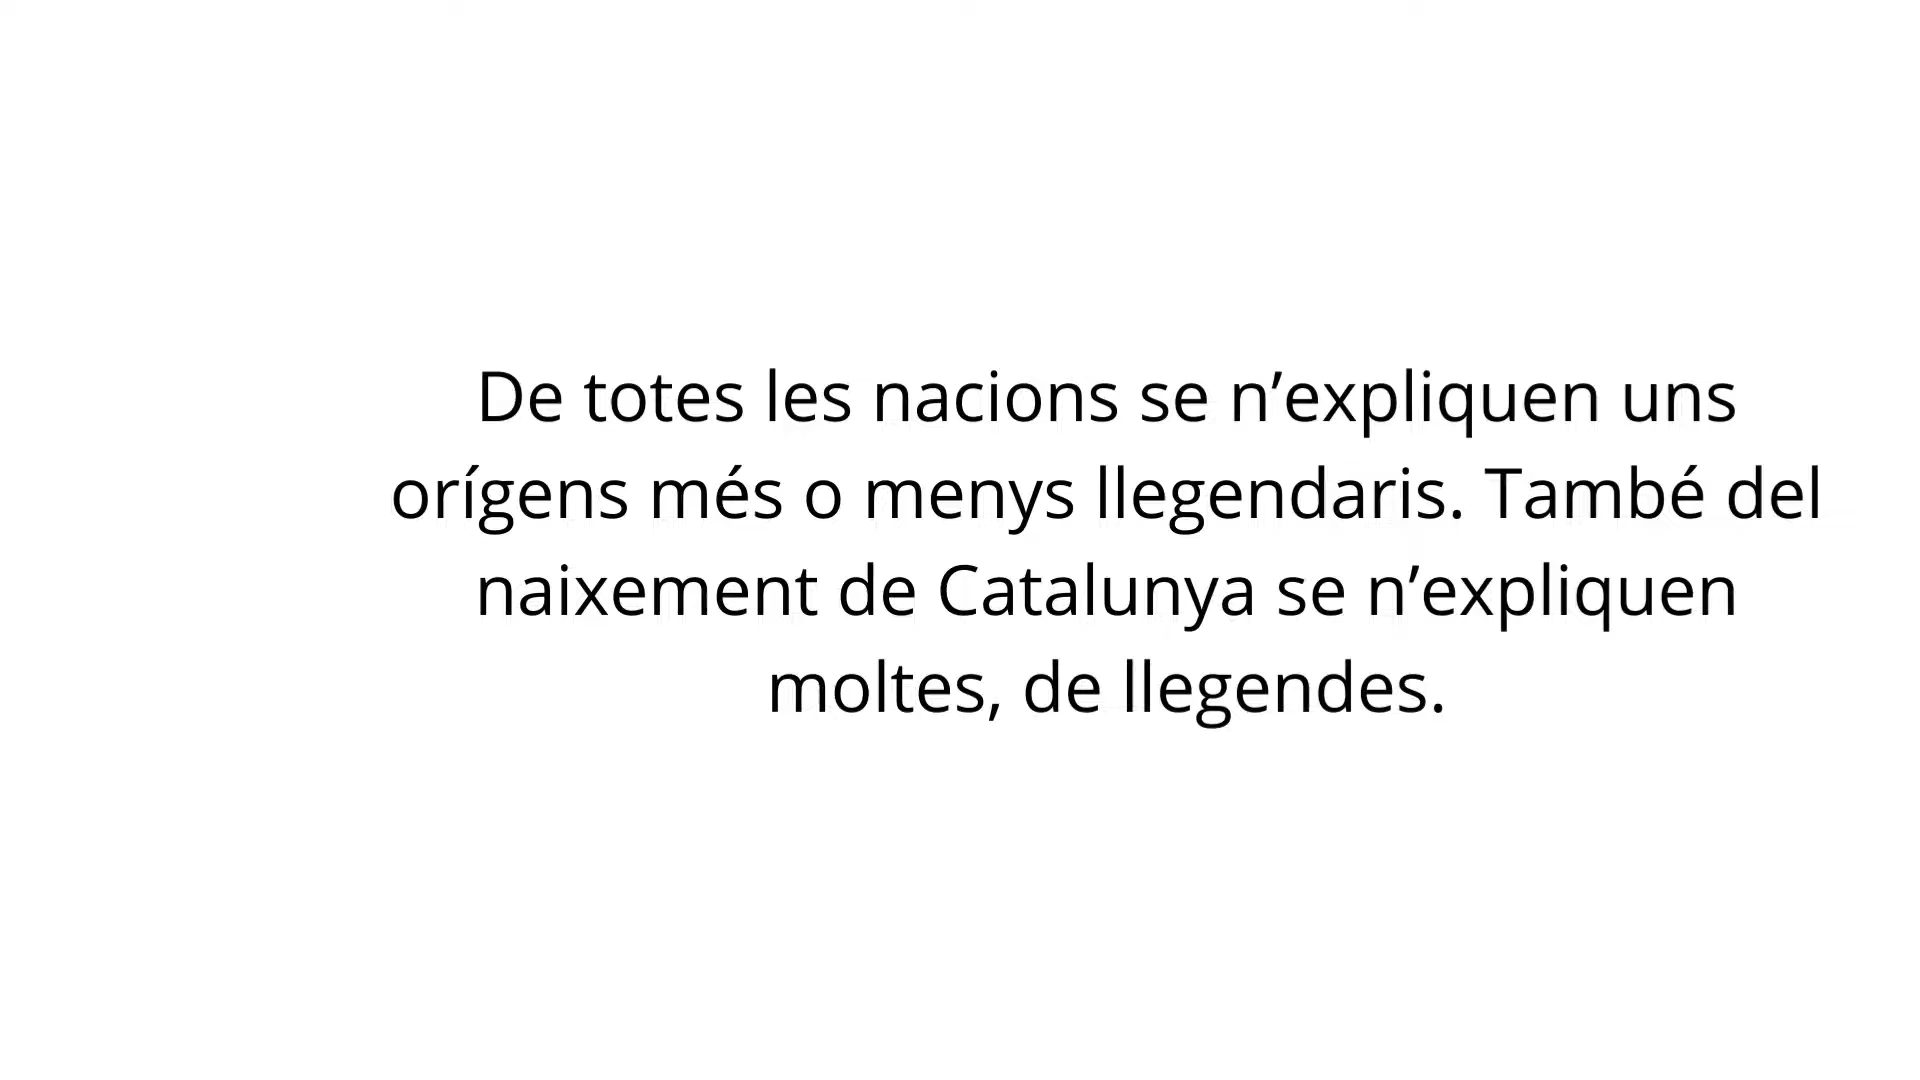 De totes les nacions se n’expliquen uns
orígens més o menys llegendaris. També del
naixement de Catalunya se n’expliquen
moltes, de llegendes.